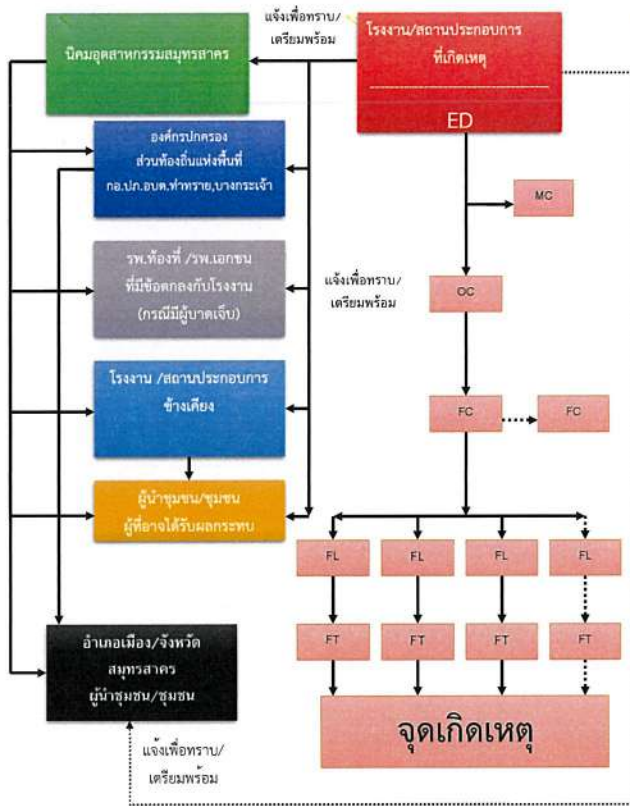 แจ้งเพื่อทราบ/
เตรียมพร้อม
นิคมอุตสาหกรรมสมุทรสาคร
โรงงาน/สถานประกอบการ
ที่เกิดเหตุ
ED
องค์กรปกครอง
ส่วนท้องถิ่นแห่งพื้นที่
กอ.ปภ.อบต.ท่าทราย,บางกระเจ้า
MC
รพ.ท้องที่ /รพ.เอกชน
ที่มีข้อตกลงกับโรงงาน
(กรณีมีผู้บาดเจ็บ)
แจ้งเพื่อทราบ/
เตรียมพร้อม
OC
โรงงาน /สถานประกอบการ
ข้างเคียง
FC
FC
ผู้นำชุมชน/ชุมชน
ผู้ที่อาจได้รับผลกระทบ
FL FL FL FL
FT FT FT FT
อำเภอเมือง/จังหวัด
สมุทรสาคร
ผู้นำชุมชน/ชุมชน
จุดเกิดเหตุ
แจ้งเพื่อทราบ/
เตรียมพร้อม